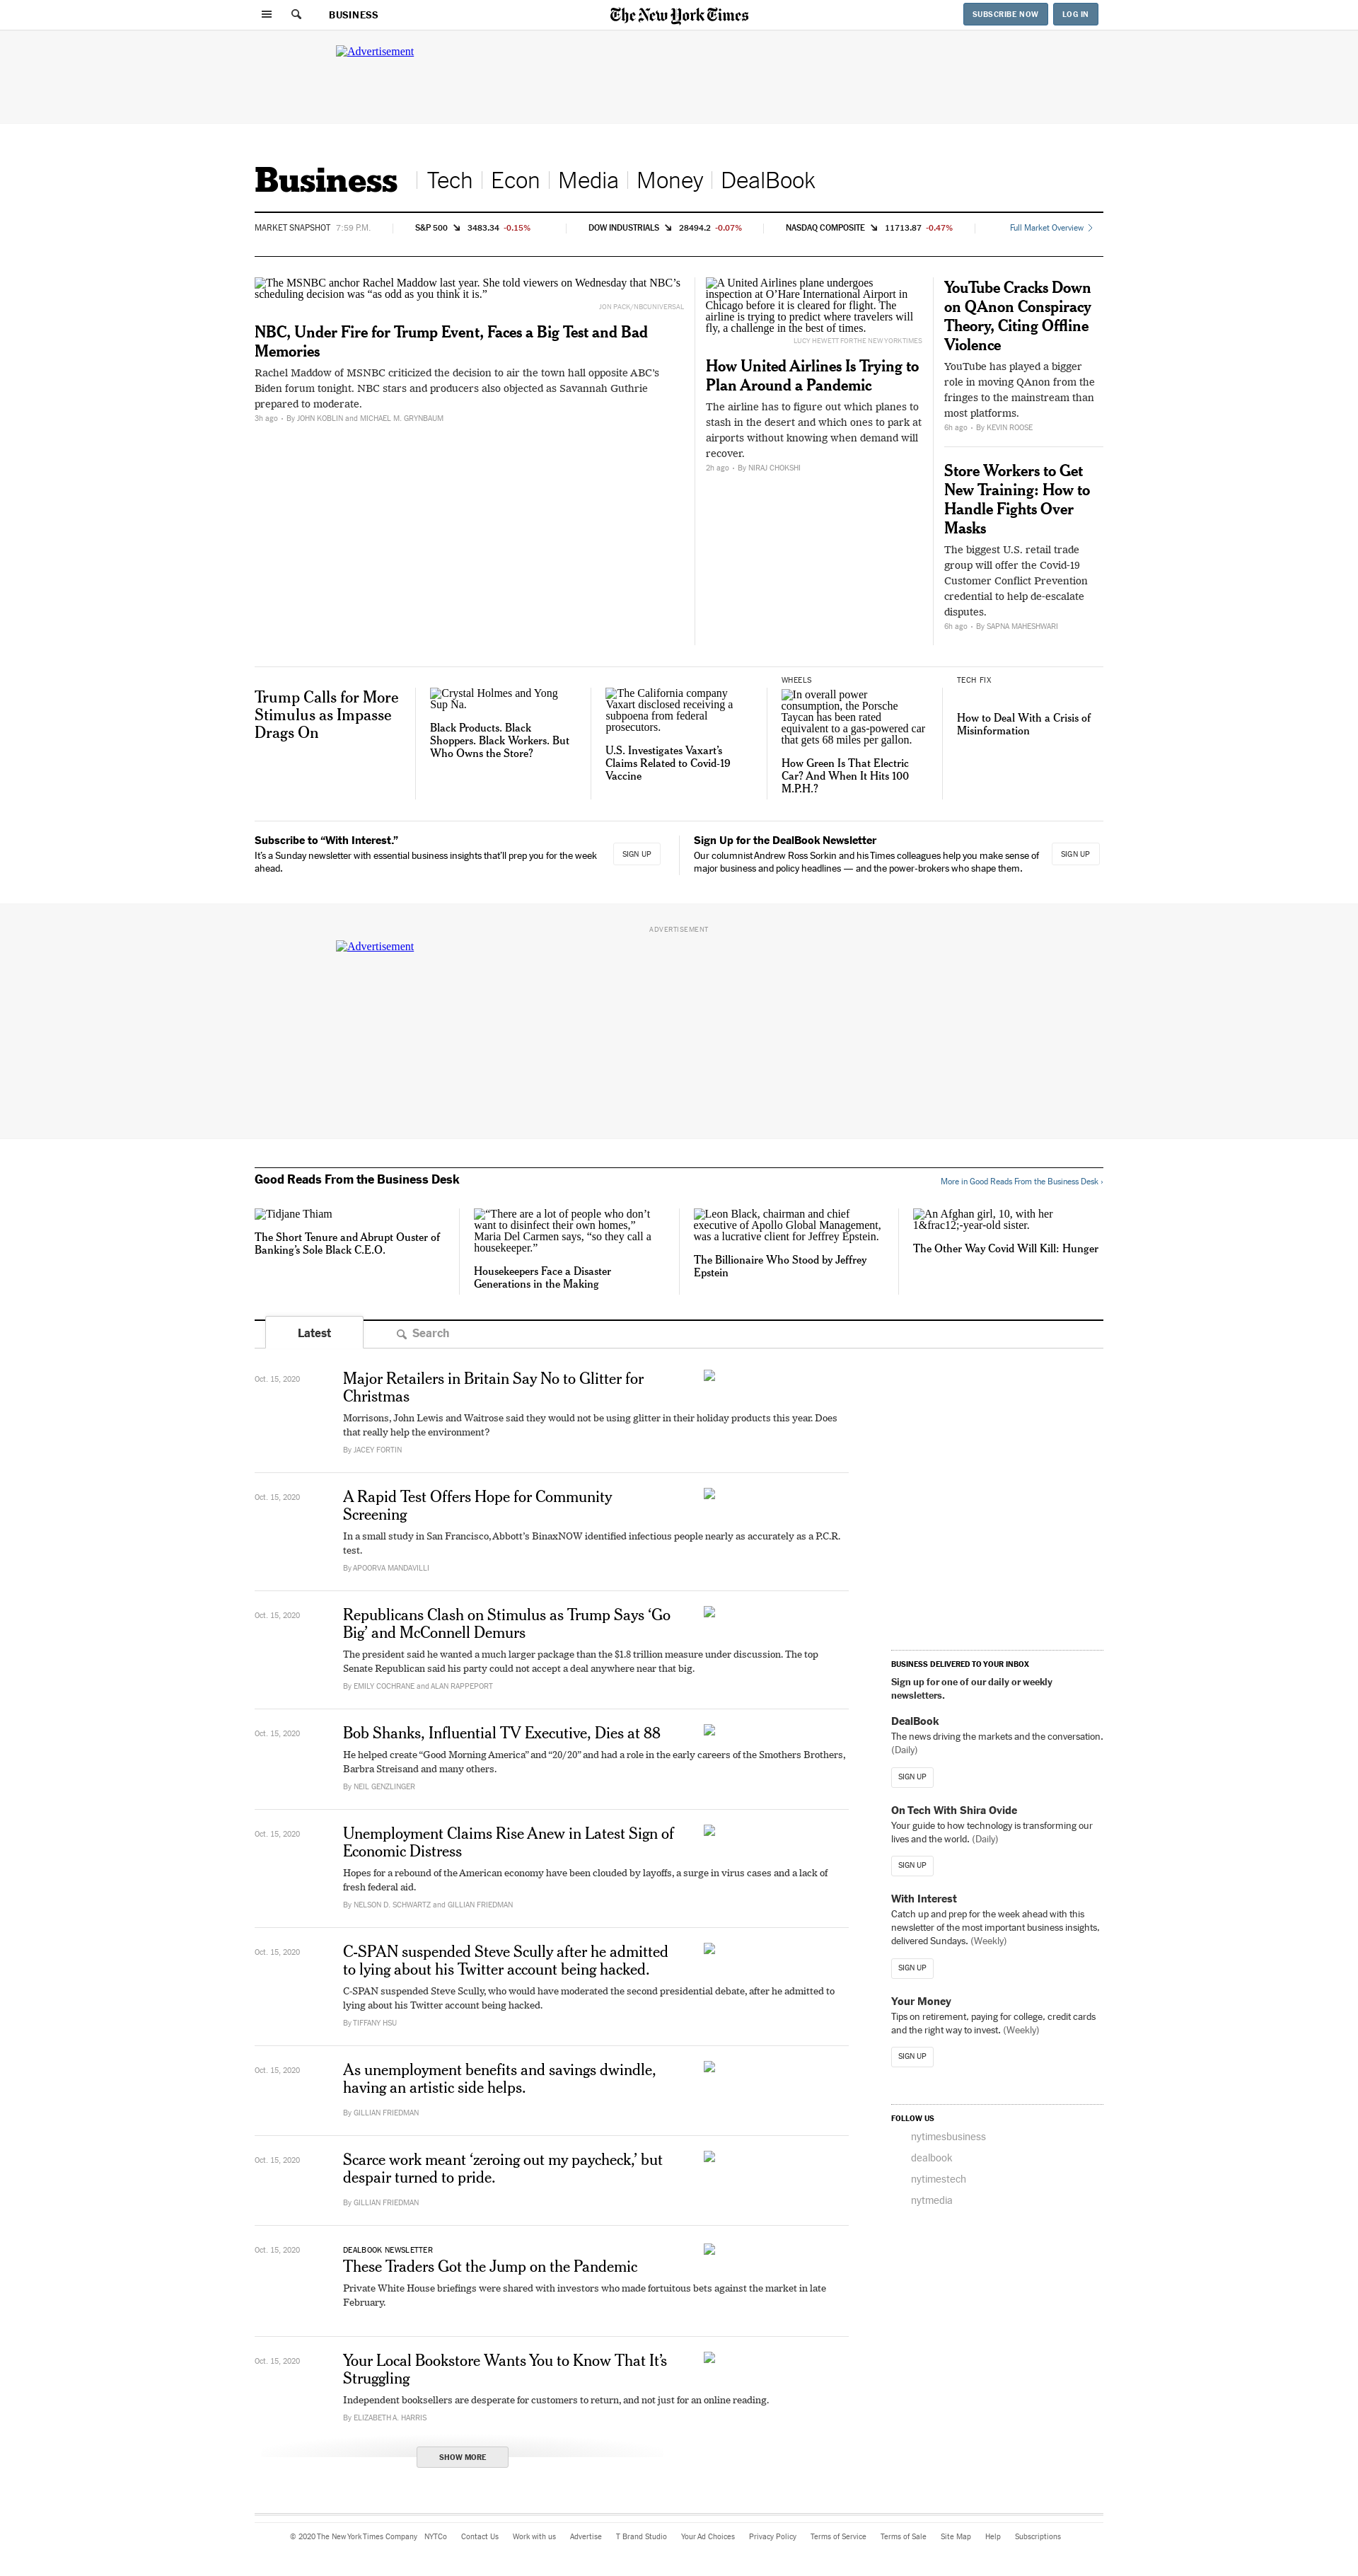 BUSINESS
The New York Times
SUBSCRIBE NOW
LOG IN
Advertisement
Business
Tech
Econ
Media
Money
DealBook
MARKET SNAPSHOT 7:59 P.M.
S&P 500 3483.34 -0.15%
DOW INDUSTRIALS 28494.2 -0.07%
NASDAQ COMPOSITE 11713.87 -0.47%
Full Market Overview
The MSNBC anchor Rachel Maddow last year. She told viewers on Wednesday that NBC’s
scheduling decision was “as odd as you think it is.”
JON PACK/NBCUNIVERSAL
NBC, Under Fire for Trump Event, Faces a Big Test and Bad
Memories
Rachel Maddow of MSNBC criticized the decision to air the town hall opposite ABC’s
Biden forum tonight. NBC stars and producers also objected as Savannah Guthrie
prepared to moderate.
3h ago • By JOHN KOBLIN and MICHAEL M. GRYNBAUM
A United Airlines plane undergoes
inspection at O’Hare International Airport in
Chicago before it is cleared for flight. The
airline is trying to predict where travelers will
fly, a challenge in the best of times.
LUCY HEWETT FOR THE NEW YORK TIMES
How United Airlines Is Trying to
Plan Around a Pandemic
The airline has to figure out which planes to
stash in the desert and which ones to park at
airports without knowing when demand will
recover.
2h ago • By NIRAJ CHOKSHI
YouTube Cracks Down
on QAnon Conspiracy
Theory, Citing Offline
Violence
YouTube has played a bigger
role in moving QAnon from the
fringes to the mainstream than
most platforms.
6h ago • By KEVIN ROOSE
Store Workers to Get
New Training: How to
Handle Fights Over
Masks
The biggest U.S. retail trade
group will offer the Covid-19
Customer Conflict Prevention
credential to help de-escalate
disputes.
6h ago • By SAPNA MAHESHWARI
Trump Calls for More
Stimulus as Impasse
Drags On
Crystal Holmes and Yong
Sup Na.
Black Products. Black
Shoppers. Black Workers. But
Who Owns the Store?
The California company
Vaxart disclosed receiving a
subpoena from federal
prosecutors.
U.S. Investigates Vaxart’s
Claims Related to Covid-19
Vaccine
WHEELS
In overall power
consumption, the Porsche
Taycan has been rated
equivalent to a gas-powered car
that gets 68 miles per gallon.
How Green Is That Electric
Car? And When It Hits 100
M.P.H.?
TECH FIX
How to Deal With a Crisis of
Misinformation
Subscribe to “With Interest.”
It’s a Sunday newsletter with essential business insights that’ll prep you for the week
ahead.
SIGN UP
Sign Up for the DealBook Newsletter
Our columnist Andrew Ross Sorkin and his Times colleagues help you make sense of
major business and policy headlines — and the power-brokers who shape them.
SIGN UP
ADVERTISEMENT
Advertisement
Good Reads From the Business Desk
More in Good Reads From the Business Desk ›
Tidjane Thiam
The Short Tenure and Abrupt Ouster of
Banking’s Sole Black C.E.O.
“There are a lot of people who don’t
want to disinfect their own homes,”
Maria Del Carmen says, “so they call a
housekeeper.”
Housekeepers Face a Disaster
Generations in the Making
Leon Black, chairman and chief
executive of Apollo Global Management,
was a lucrative client for Jeffrey Epstein.
The Billionaire Who Stood by Jeffrey
Epstein
An Afghan girl, 10, with her
1&frac12;-year-old sister.
The Other Way Covid Will Kill: Hunger
Latest
Search
Oct. 15, 2020
Major Retailers in Britain Say No to Glitter for
Christmas
Morrisons, John Lewis and Waitrose said they would not be using glitter in their holiday products this year. Does
that really help the environment?
By JACEY FORTIN
Oct. 15, 2020
A Rapid Test Offers Hope for Community
Screening
In a small study in San Francisco, Abbott’s BinaxNOW identified infectious people nearly as accurately as a P.C.R.
test.
By APOORVA MANDAVILLI
Oct. 15, 2020
Republicans Clash on Stimulus as Trump Says ‘Go
Big’ and McConnell Demurs
The president said he wanted a much larger package than the $1.8 trillion measure under discussion. The top
Senate Republican said his party could not accept a deal anywhere near that big.
By EMILY COCHRANE and ALAN RAPPEPORT
Oct. 15, 2020
Bob Shanks, Influential TV Executive, Dies at 88
He helped create “Good Morning America” and “20/20” and had a role in the early careers of the Smothers Brothers,
Barbra Streisand and many others.
By NEIL GENZLINGER
Oct. 15, 2020
Unemployment Claims Rise Anew in Latest Sign of
Economic Distress
Hopes for a rebound of the American economy have been clouded by layoffs, a surge in virus cases and a lack of
fresh federal aid.
By NELSON D. SCHWARTZ and GILLIAN FRIEDMAN
Oct. 15, 2020
C-SPAN suspended Steve Scully after he admitted
to lying about his Twitter account being hacked.
C-SPAN suspended Steve Scully, who would have moderated the second presidential debate, after he admitted to
lying about his Twitter account being hacked.
By TIFFANY HSU
Oct. 15, 2020
As unemployment benefits and savings dwindle,
having an artistic side helps.
By GILLIAN FRIEDMAN
Oct. 15, 2020
Scarce work meant ‘zeroing out my paycheck,’ but
despair turned to pride.
By GILLIAN FRIEDMAN
Oct. 15, 2020
DEALBOOK NEWSLETTER
These Traders Got the Jump on the Pandemic
Private White House briefings were shared with investors who made fortuitous bets against the market in late
February.
Oct. 15, 2020
Your Local Bookstore Wants You to Know That It’s
Struggling
Independent booksellers are desperate for customers to return, and not just for an online reading.
By ELIZABETH A. HARRIS
SHOW MORE
BUSINESS DELIVERED TO YOUR INBOX
Sign up for one of our daily or weekly
newsletters.
DealBook
The news driving the markets and the conversation.
(Daily)
SIGN UP
On Tech With Shira Ovide
Your guide to how technology is transforming our
lives and the world. (Daily)
SIGN UP
With Interest
Catch up and prep for the week ahead with this
newsletter of the most important business insights,
delivered Sundays. (Weekly)
SIGN UP
Your Money
Tips on retirement, paying for college, credit cards
and the right way to invest. (Weekly)
SIGN UP
FOLLOW US
nytimesbusiness
dealbook
nytimestech
nytmedia
© 2020 The New York Times Company NYTCo Contact Us Work with us Advertise T Brand Studio Your Ad Choices Privacy Policy Terms of Service Terms of Sale Site Map Help Subscriptions